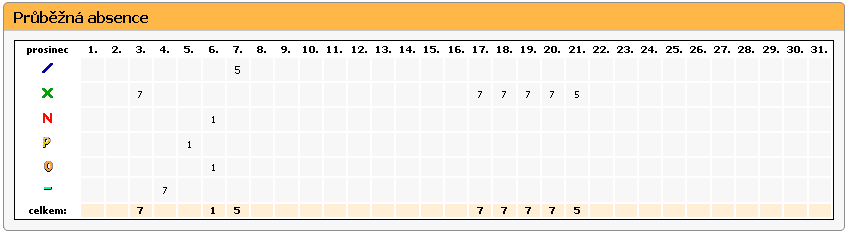 Průběžná absence
prosinec 1. 2. 3. 4. 5. 6. 7. 8. 9. 10. 11. 12. 13. 14. 15. 16. 17. 18. 19. 20. 21. 22. 23. 24. 25. 26. 27. 28. 29. 30. 31.
/ 5
X 7 7 7 7 7 5
N 1
P 1
0 1
– 7
celkem: 7 1 5 7 7 7 7 5